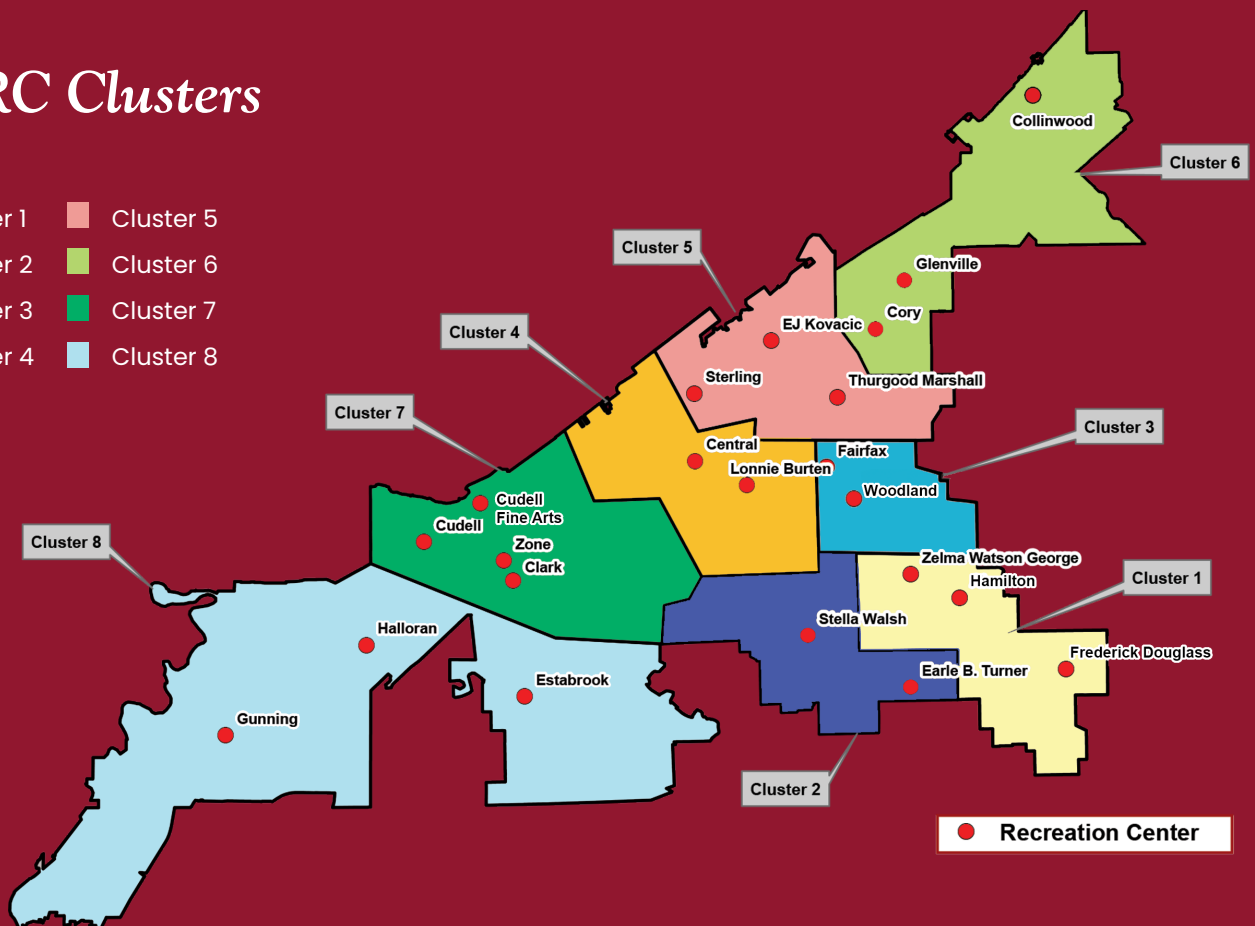 RC Clusters
er 1
Cluster 5
er 2
Cluster 6
er 3
Cluster 7
er 4
Cluster 8
Collinwood
Cluster 6
Cluster 5
Glenville
Cory
EJ Kovacic
Cluster 4
Sterling
Thurgood Marshall
Cluster 7
Cluster 3
Central
Fairfax
Lonnie Burten
Woodland
Cudell
Fine Arts
Cudell
Zone
Clark
Cluster 8
Zelma Watson George
Hamilton
Cluster 1
Stella Walsh
Halloran
Frederick Douglass
Earle B. Turner
Estabrook
Gunning
Cluster 2
Recreation Center